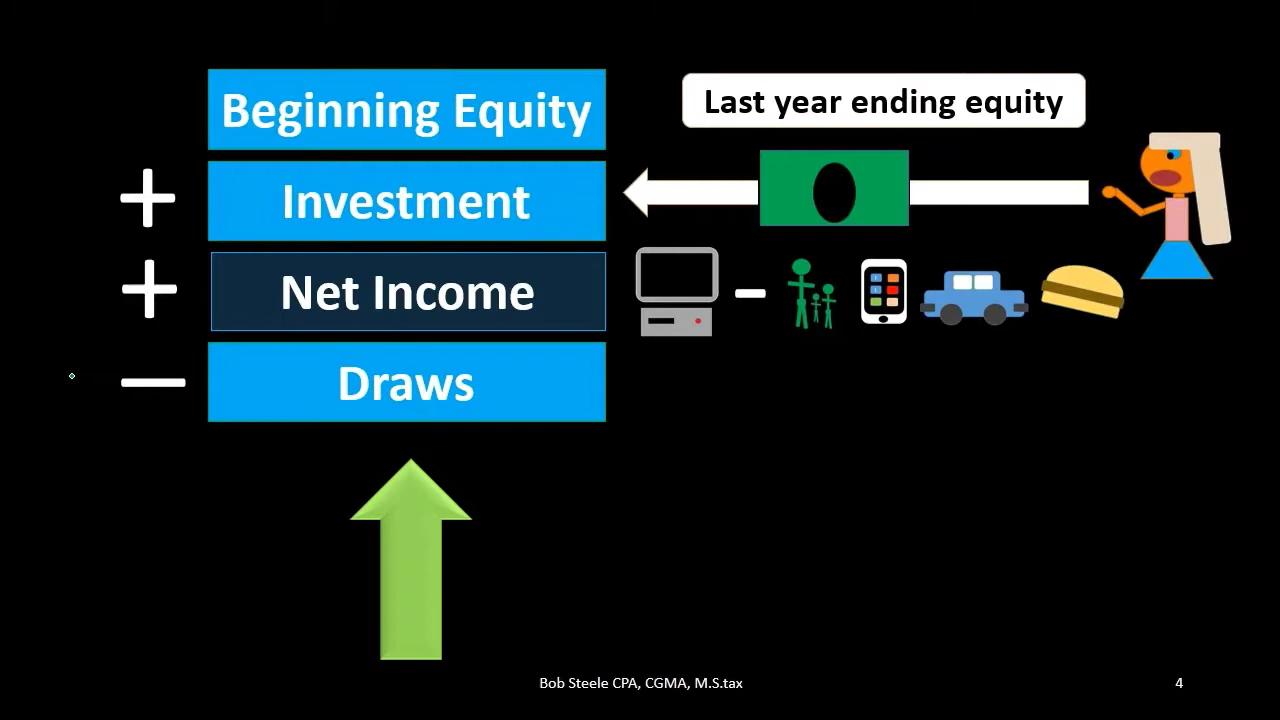 Beginning Equity
Last year ending equity
+ Investment
+ Net Income
— Draws
Bob Steele CPA, CGMA, M.S.tax
4